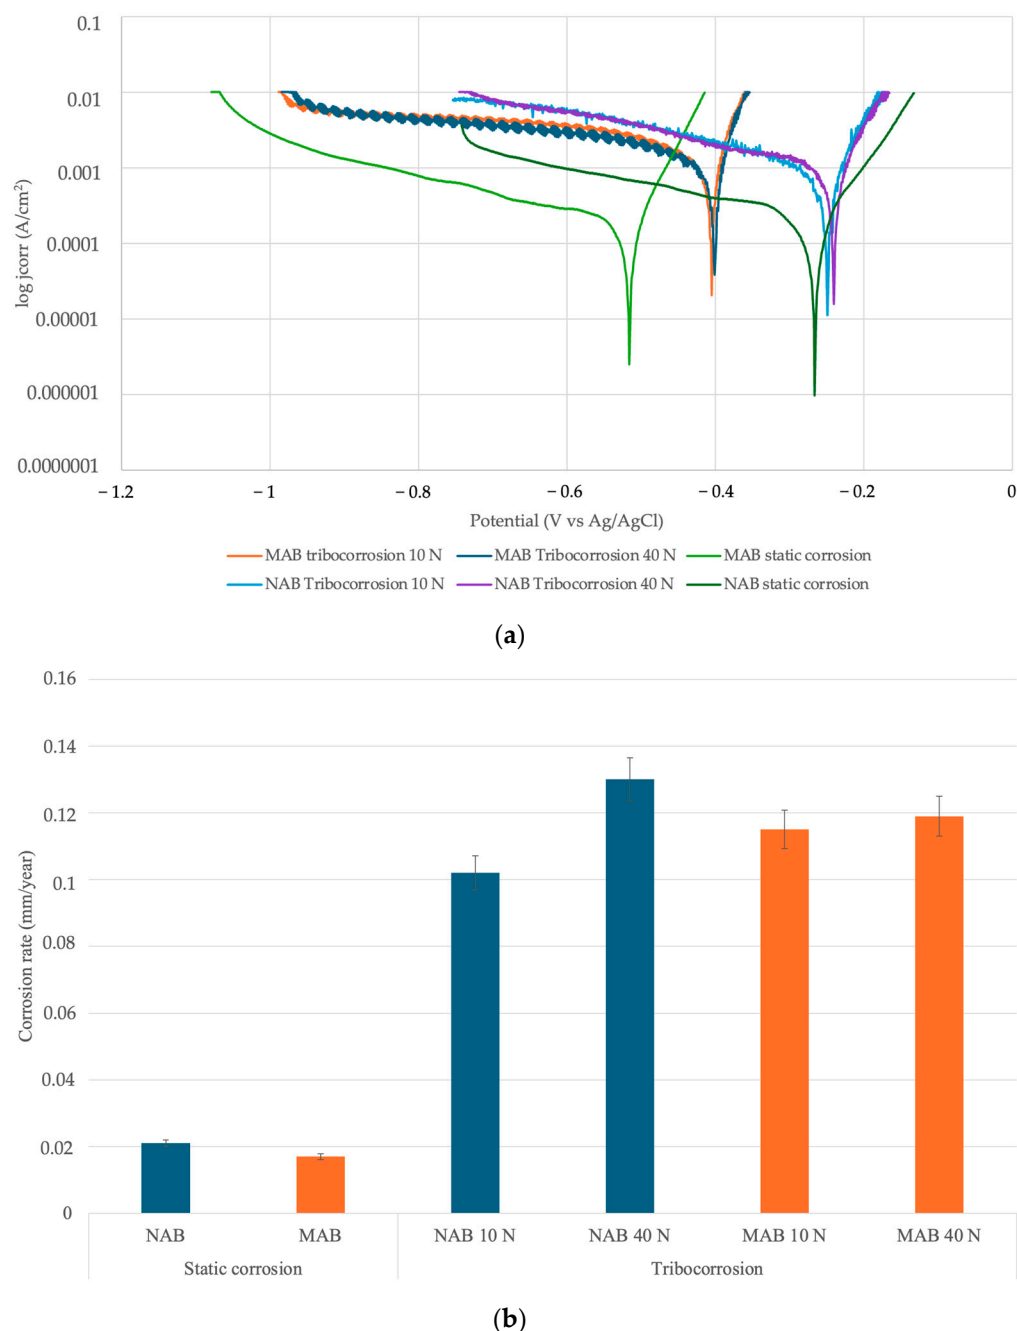 0.1
0.01
0.001
0.0001
0.00001
0.000001
0.0000001
log jcorr (A/cm²)
− 1.2 − 1 − 0.8 − 0.6 − 0.4 − 0.2 0
Potential (V vs Ag/AgCl)
MAB tribocorrosion 10 N MAB Tribocorrosion 40 N MAB static corrosion
NAB Tribocorrosion 10 N NAB Tribocorrosion 40 N NAB static corrosion
(a)
0.16
0.14
0.12
0.1
0.08
0.06
0.04
0.02
0
Corrosion rate (mm/year)
NAB MAB NAB 10 N NAB 40 N MAB 10 N MAB 40 N
Static corrosion Tribocorrosion
(b)